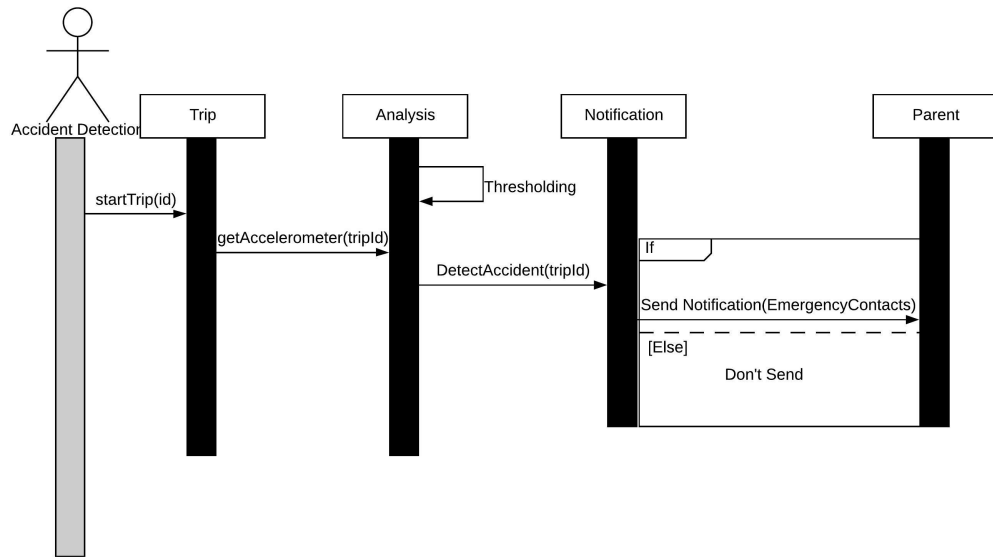 Accident Detection
Trip
Analysis
Notification
Parent
Thresholding
startTrip(id)
getAccelerometer(tripId)
If
DetectAccident(tripId)
Send Notification(EmergencyContacts)
[Else]
Don't Send